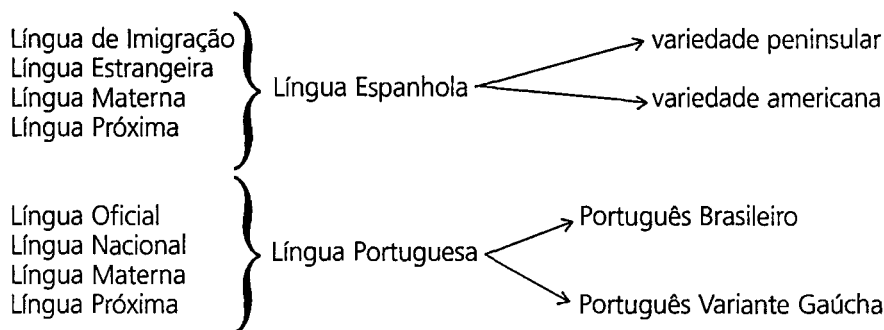 Língua de Imigração
Língua Estrangeira
Língua Materna
Língua Próxima
Língua Espanhola
variedade peninsular
variedade americana
Língua Oficial
Língua Nacional
Língua Materna
Língua Próxima
Língua Portuguesa
Português Brasileiro
Português Variante Gaúcha